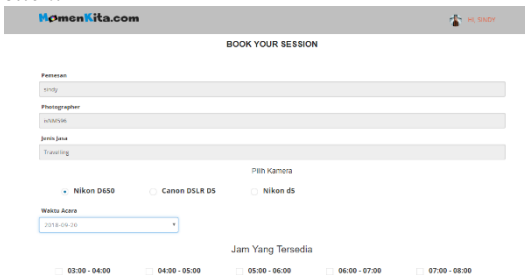 MomenKita.com
Hi, SINDY
BOOK YOUR SESSION
Pemesan
sindy
Photographer
Jenis Jasa
Traveling
Pilih Kamera
Nikon D650 Canon DSLR D5 Nikon d5
Waktu Acara
2018-09-26
Jam Yang Tersedia
03:00 - 04:00 04:00 - 05:00 05:00 - 06:00 06:00 - 07:00 07:00 - 08:00